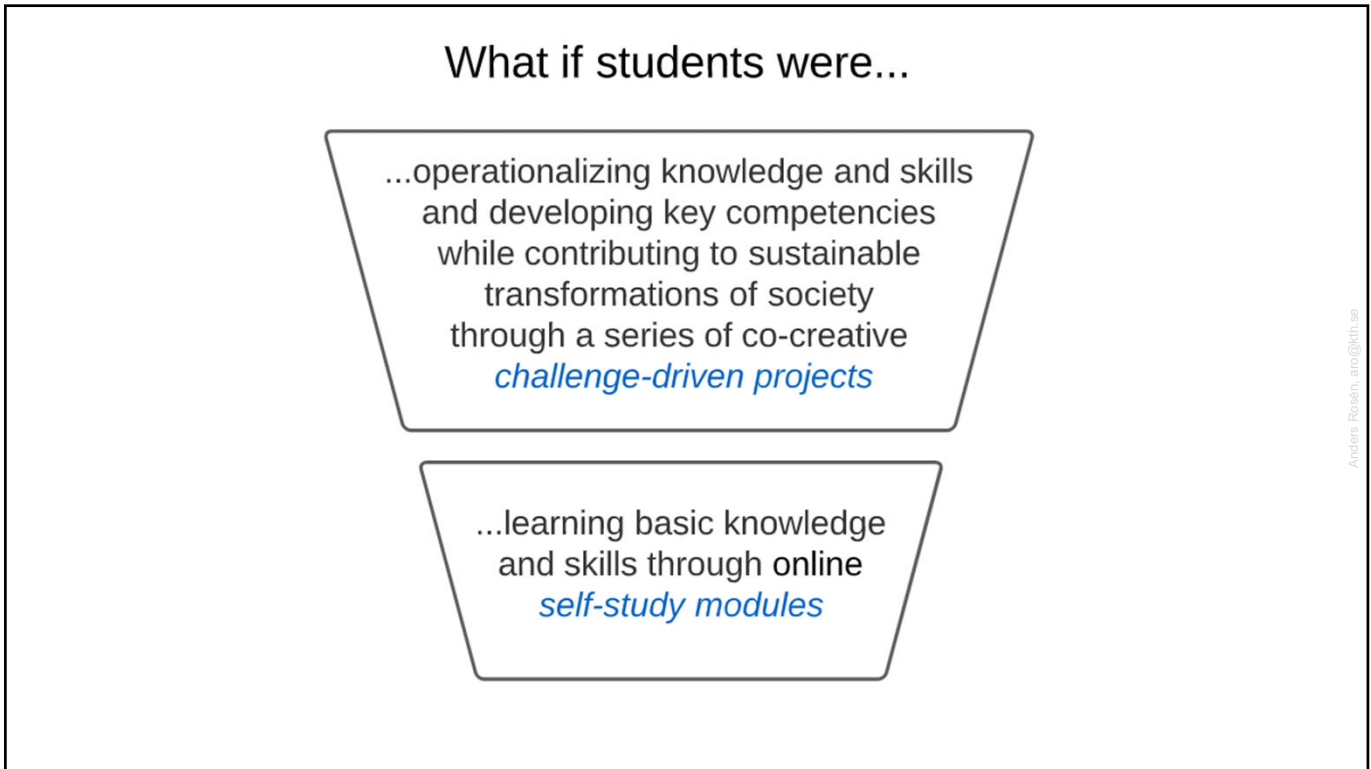 What if students were...
...operationalizing knowledge and skills
and developing key competencies
while contributing to sustainable
transformations of society
through a series of co-creative
challenge-driven projects
...learning basic knowledge
and skills through online
self-study modules
Anders Rosén, aro@kth.se